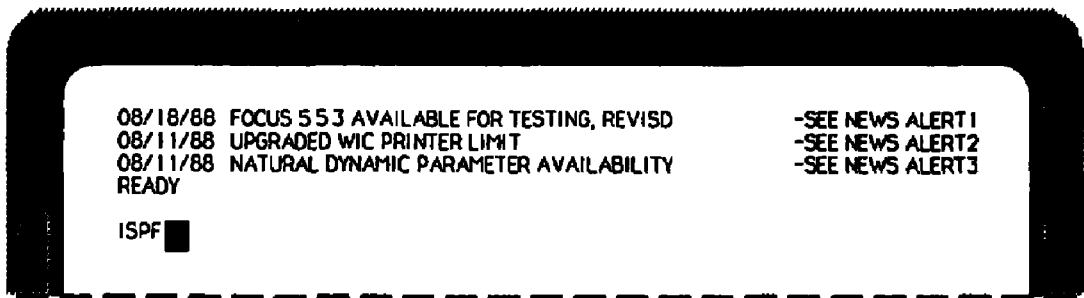 08/18/88 FOCUS 5 5 3 AVAILABLE FOR TESTING, REVISD -SEE NEWS ALERT1
08/11/88 UPGRADED WIC PRINTER LIMIT -SEE NEWS ALERT2
08/11/88 NATURAL DYNAMIC PARAMETER AVAILABILITY -SEE NEWS ALERT3
READY
ISPF